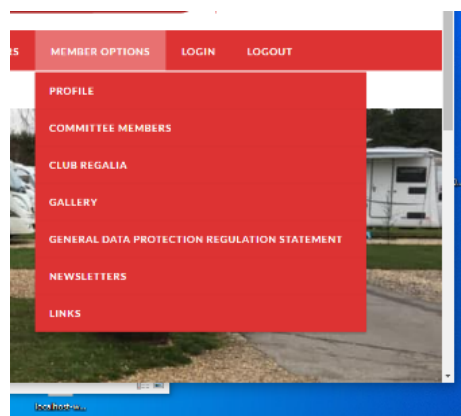 MEMBER OPTIONS LOGIN LOGOUT
PROFILE
COMMITTEE MEMBERS
CLUB REGALIA
GALLERY
GENERAL DATA PROTECTION REGULATION STATEMENT
NEWSLETTERS
LINKS